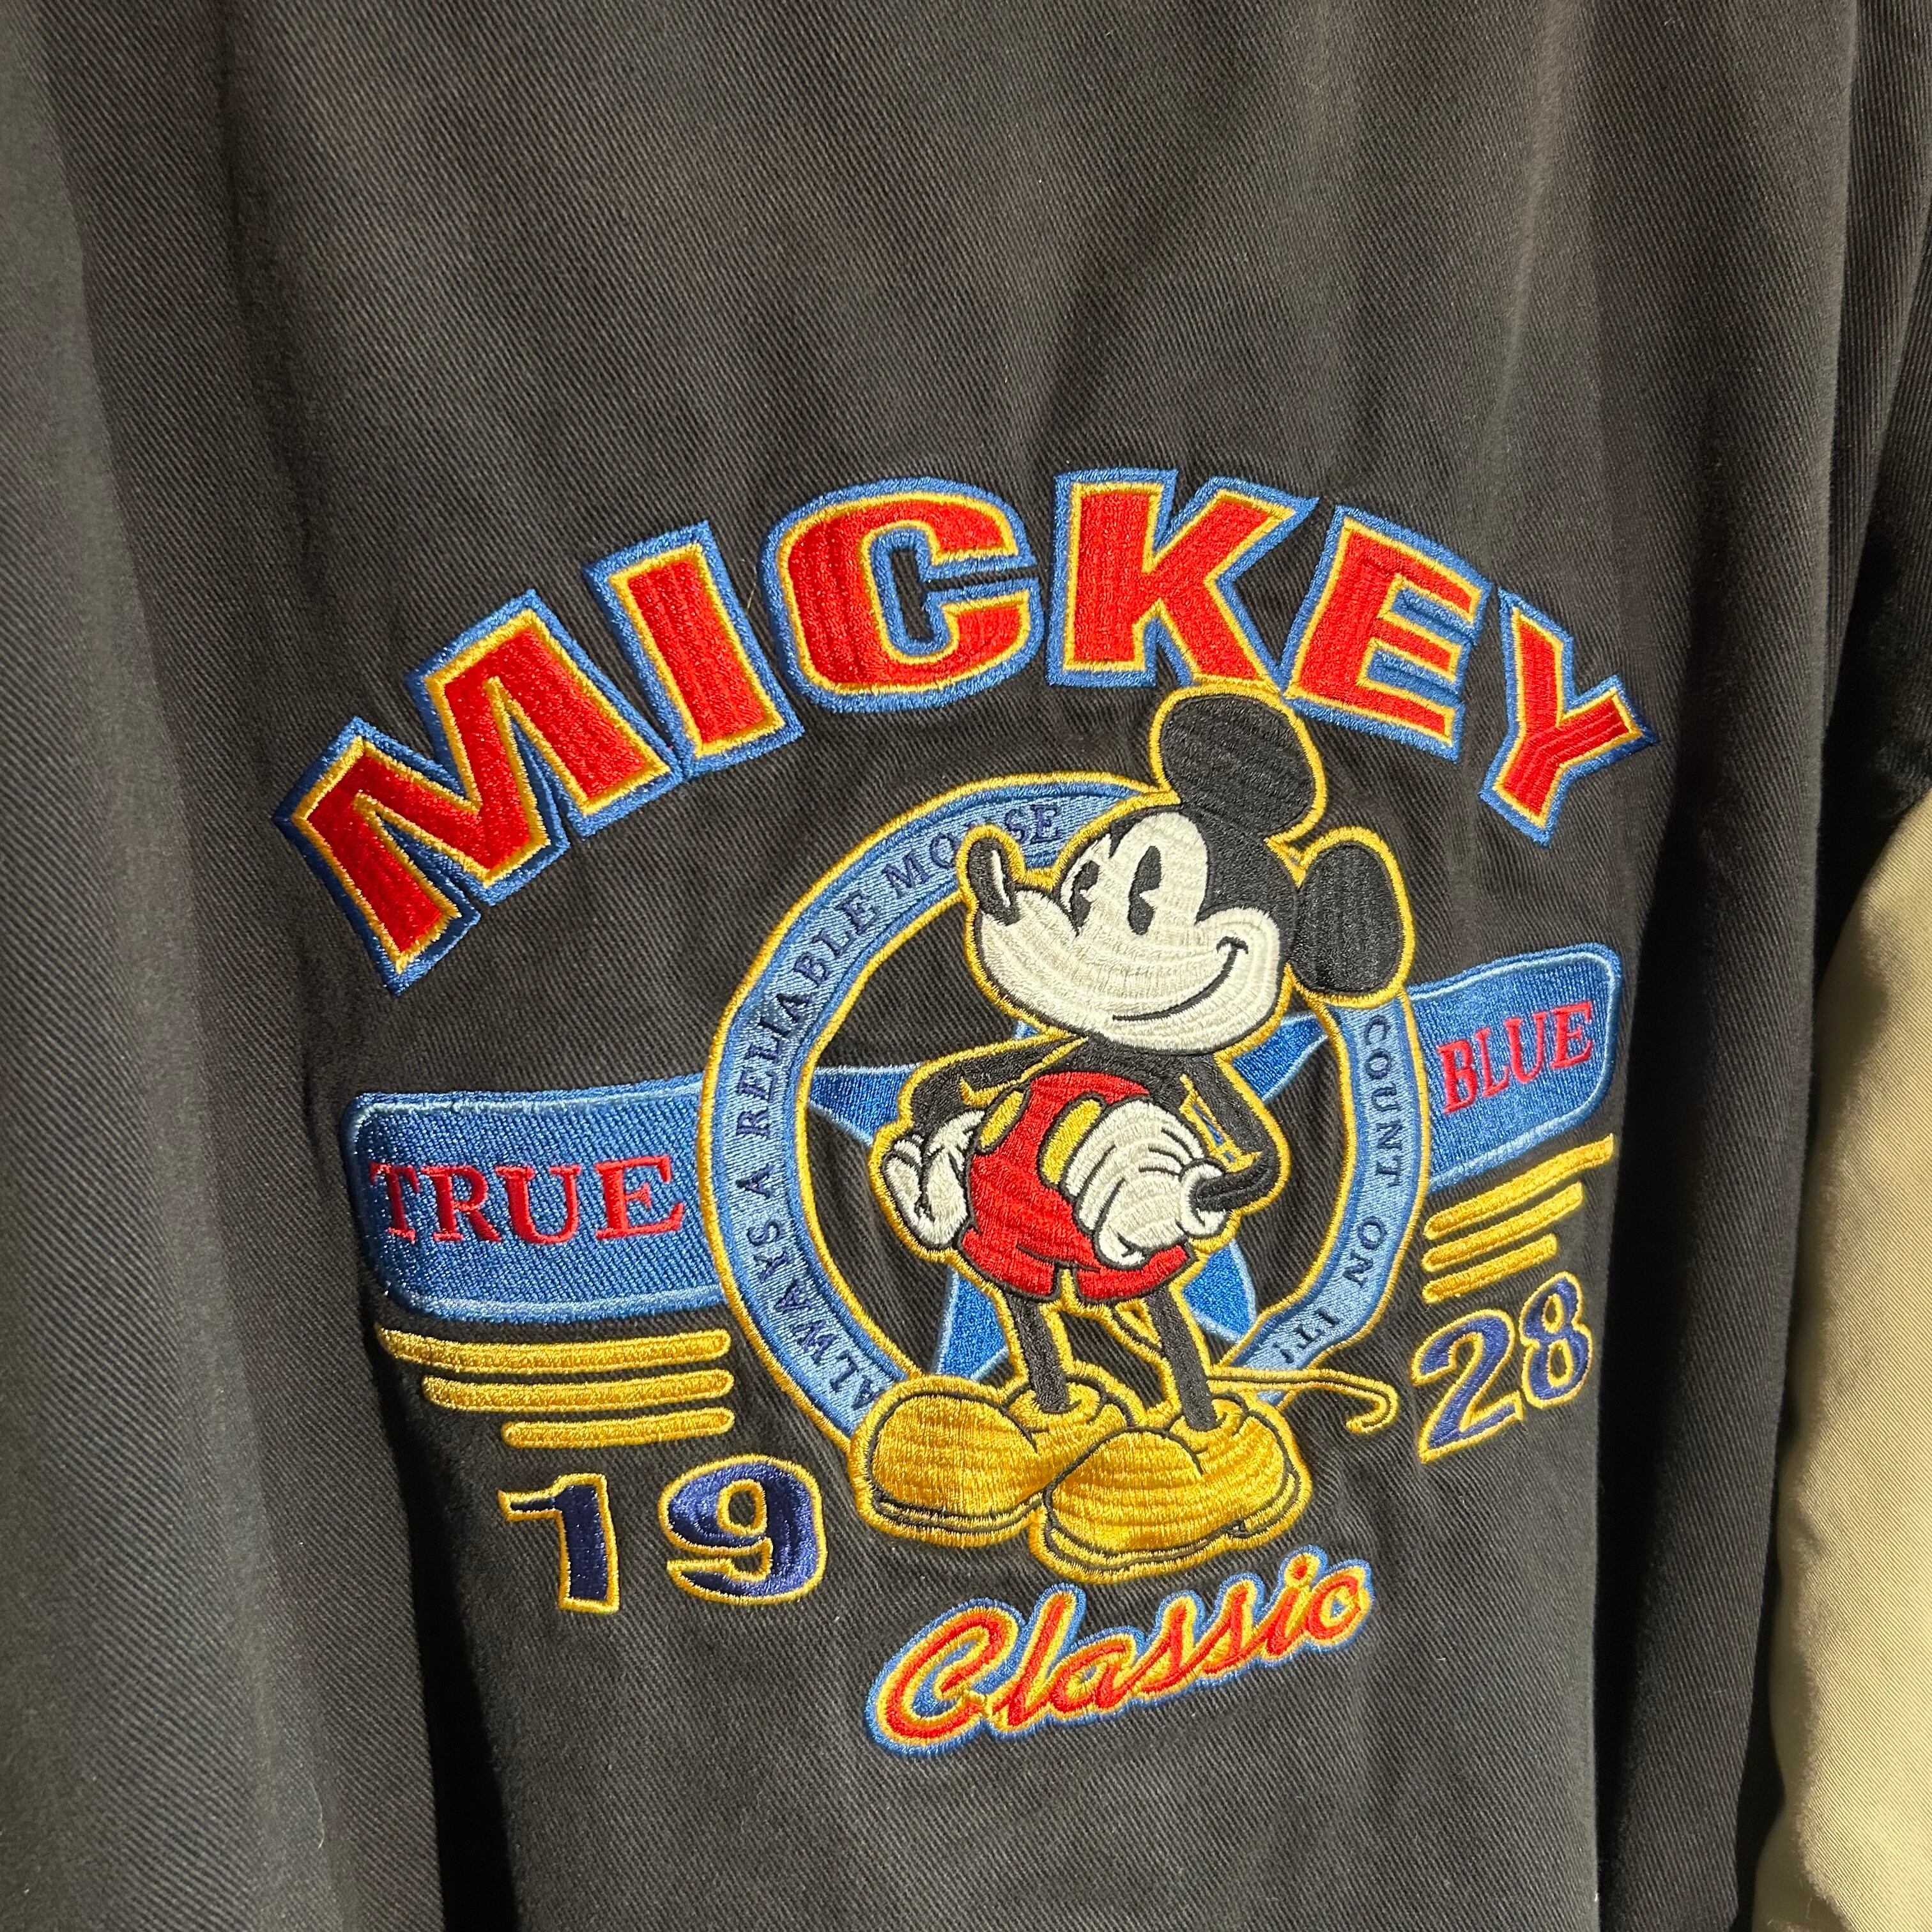 MICKEY
ALWAYS A RELIABLE MOUSE
COUNT ON IT!
TRUE BLUE
19 28
Classic